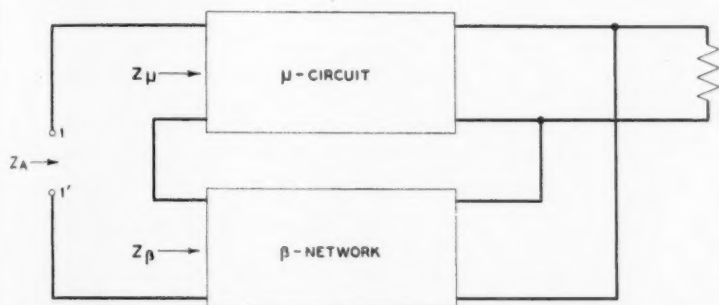 Zμ
μ-CIRCUIT
1
ZA
1'
Zβ
β-NETWORK